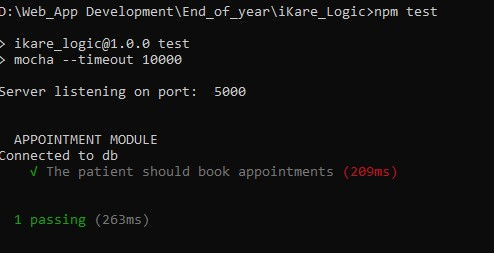 D:\Web_App Development\End_of_year\iKare_Logic>npm test
> ikare_logic@1.0.0 test
> mocha --timeout 10000
Server listening on port:  5000
APPOINTMENT MODULE
Connected to db
√ The patient should book appointments (209ms)
1 passing (263ms)